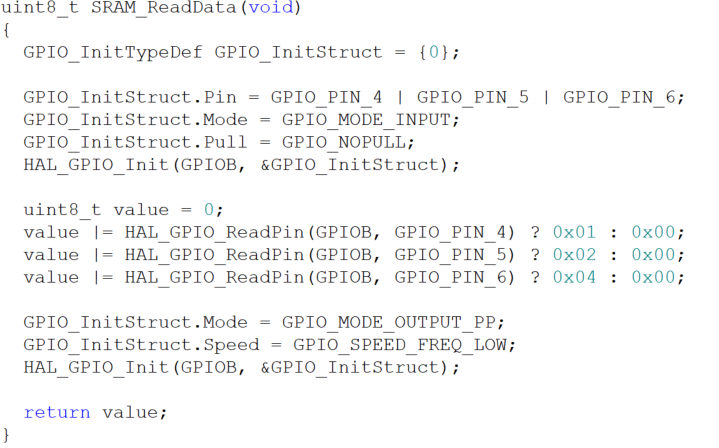 uint8_t SRAM_ReadData(void)
{
  GPIO_InitTypeDef GPIO_InitStruct = {0};

  GPIO_InitStruct.Pin = GPIO_PIN_4 | GPIO_PIN_5 | GPIO_PIN_6;
  GPIO_InitStruct.Mode = GPIO_MODE_INPUT;
  GPIO_InitStruct.Pull = GPIO_NOPULL;
  HAL_GPIO_Init(GPIOB, &GPIO_InitStruct);

  uint8_t value = 0;
  value |= HAL_GPIO_ReadPin(GPIOB, GPIO_PIN_4) ? 0x01 : 0x00;
  value |= HAL_GPIO_ReadPin(GPIOB, GPIO_PIN_5) ? 0x02 : 0x00;
  value |= HAL_GPIO_ReadPin(GPIOB, GPIO_PIN_6) ? 0x04 : 0x00;

  GPIO_InitStruct.Mode = GPIO_MODE_OUTPUT_PP;
  GPIO_InitStruct.Speed = GPIO_SPEED_FREQ_LOW;
  HAL_GPIO_Init(GPIOB, &GPIO_InitStruct);

  return value;
}